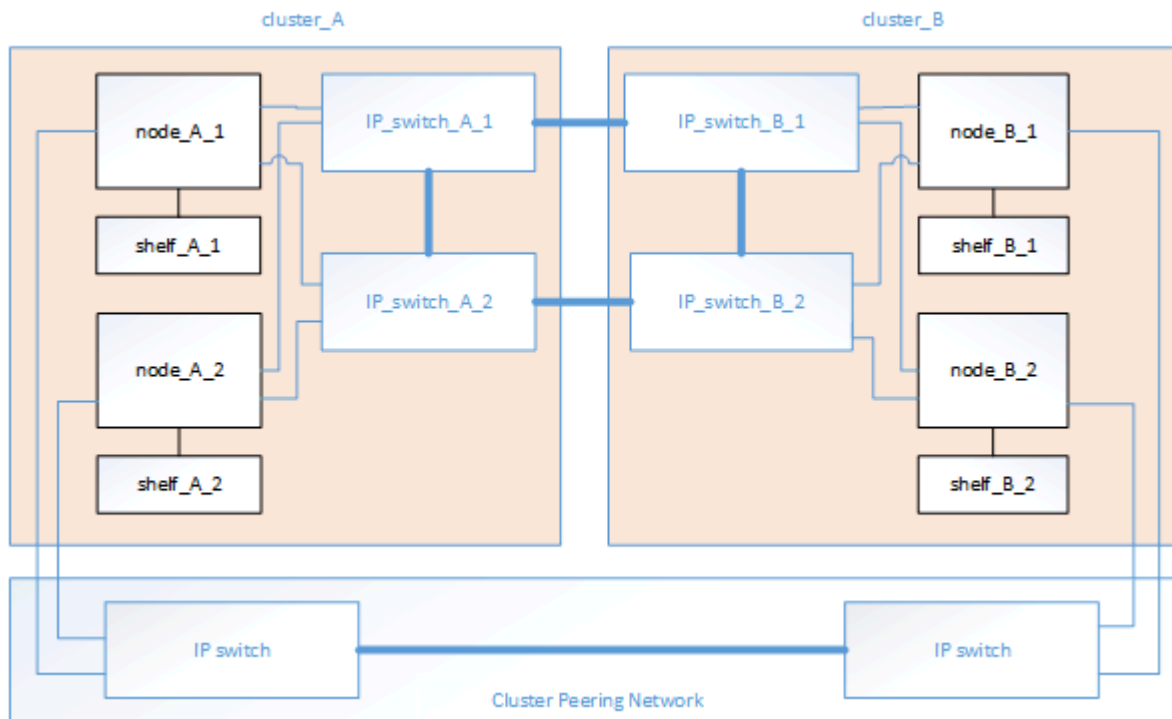 cluster_A
cluster_B
node_A_1
IP_switch_A_1
IP_switch_B_1
node_B_1
shelf_A_1
shelf_B_1
IP_switch_A_2
IP_switch_B_2
node_A_2
node_B_2
shelf_A_2
shelf_B_2
IP switch
IP switch
Cluster Peering Network